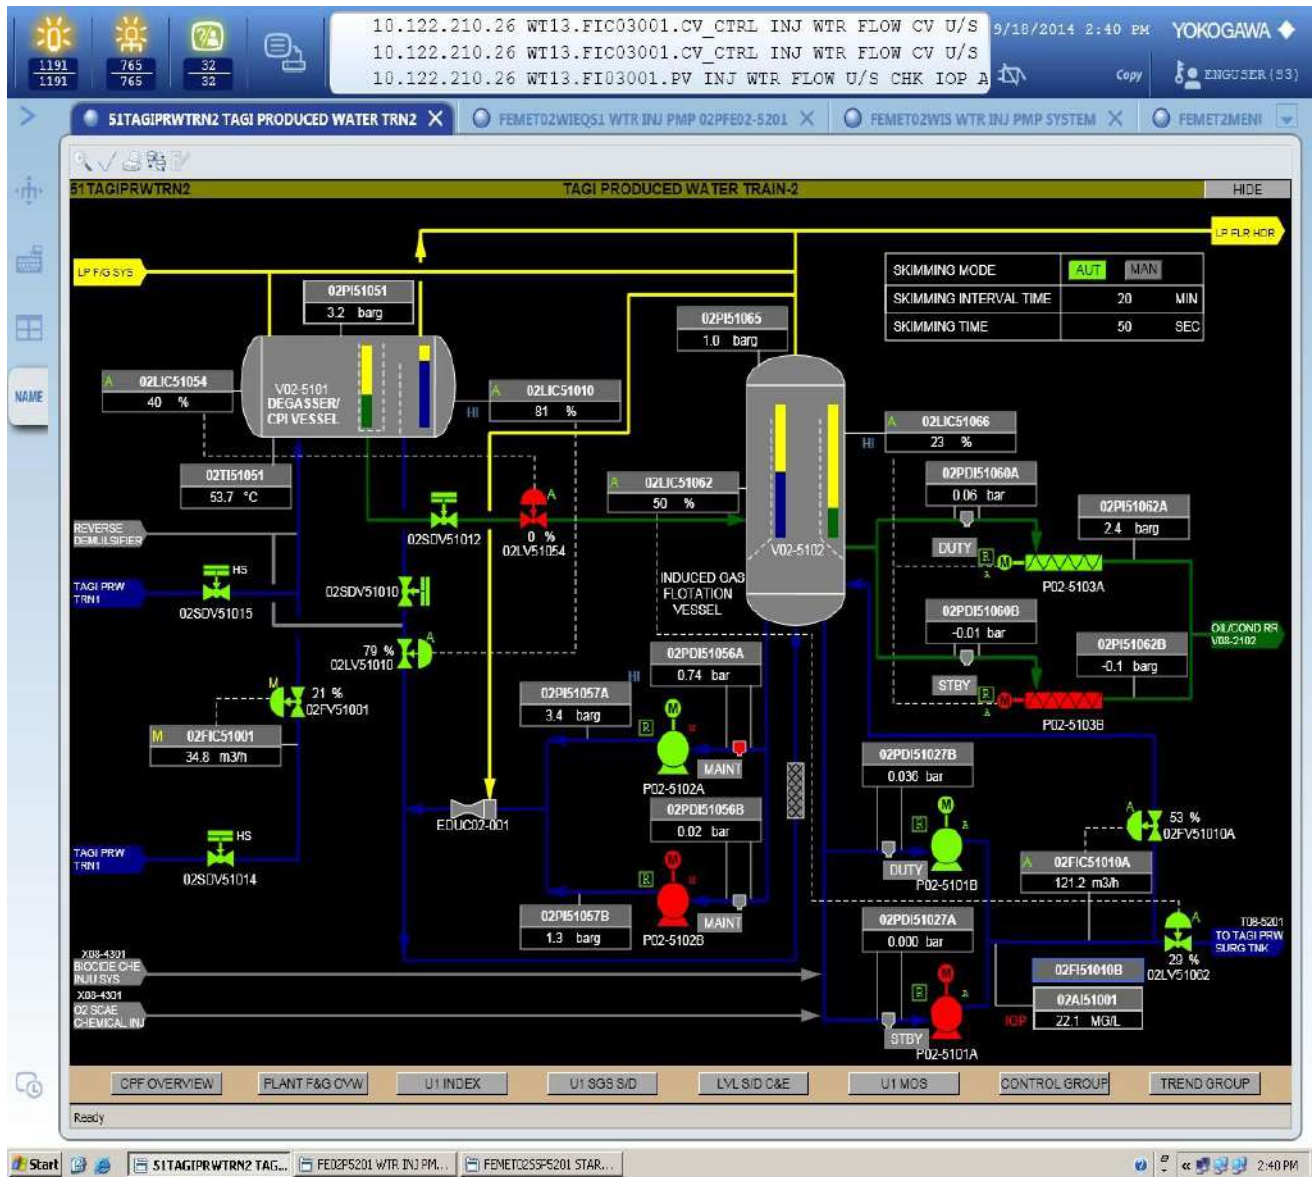 10.122.210.26 WT13.FIC03001.CV_CTRL INJ WTR FLOW CV U/S
10.122.210.26 WT13.FIC03001.CV_CTRL INJ WTR FLOW CV U/S
10.122.210.26 WT13.FI03001.PV INJ WTR FLOW U/S CHK IOP A
9/18/2014 2:40 PM
YOKOGAWA
1191
1191
765
765
32
32
Copy
ENGUSER(S3)
51TAGIPRWTRN2 TAGI PRODUCED WATER TRN2
FEMET02WIEQS1 WTR INJ PMP 02PFE02-5201
FEMET02WIS WTR INJ PMP SYSTEM
FEMET2MENI
NAME
51TAGIPRWTRN2
TAGI PRODUCED WATER TRAIN-2
HIDE
LP FLR HDR
LP F/G SYS
SKIMMING MODE AUT MAN
SKIMMING INTERVAL TIME 20 MIN
SKIMMING TIME 50 SEC
02PI51051
3.2 barg
02PI51065
1.0 barg
A 02LIC51054
40 %
V02-5101
DEGASSER/
CPI VESSEL
A 02LIC51010
HI 81 %
A 02LIC51066
HI 23 %
02TI51051
53.7 °C
A 02LIC51062
50 %
02PDI51060A
0.06 bar
02PI51062A
2.4 barg
REVERSE
DEMULSIFIER
02SDV51012
A
0 %
02LV51054
V02-5102
DUTY
R
A
M
P02-5103A
INDUCED GAS
FLOTATION
VESSEL
TAGI PRW
TRN1
HS
02SDV51015
02SDV51010
02PDI51060B
-0.01 bar
OIL/COND RR
V08-2102
79 %
02LV51010
A
02PI51062B
-0.1 barg
STBY
R
A
M
P02-5103B
02PDI51056A
HI 0.74 bar
M 21 %
02FV51001
02PI51057A
3.4 barg
M 02FIC51001
34.8 m3/h
R
M
MAINT
P02-5102A
02PDI51027B
0.036 bar
EDUC02-001
02PDI51056B
0.02 bar
M
R
A
DUTY
P02-5101B
A 53 %
02FV51010A
HS
TAGI PRW
TRN1
02SDV51014
A 02FIC51010A
121.2 m3/h
M
R
MAINT
P02-5102B
02PI51057B
1.3 barg
02PDI51027A
0.000 bar
A
T08-5201
TO TAGI PRW
SURG TNK
29 %
02LV51062
X08-4301
BIOCIDE CHE
INJU SYS
02FI51010B
X08-4301
O2 SCAE
CHEMICAL INJ
M
R
A
STBY
P02-5101A
02AI51001
IOP 22.1 MG/L
CPF OVERVIEW
PLANT F&G OVW
U1 INDEX
U1 SGS S/D
LVL S/D C&E
U1 MOS
CONTROL GROUP
TREND GROUP
Ready
Start
51TAGIPRWTRN2 TAG...
FE02P5201 WTR INJ PM...
FEMET02S5P5201 STAR...
2:40 PM